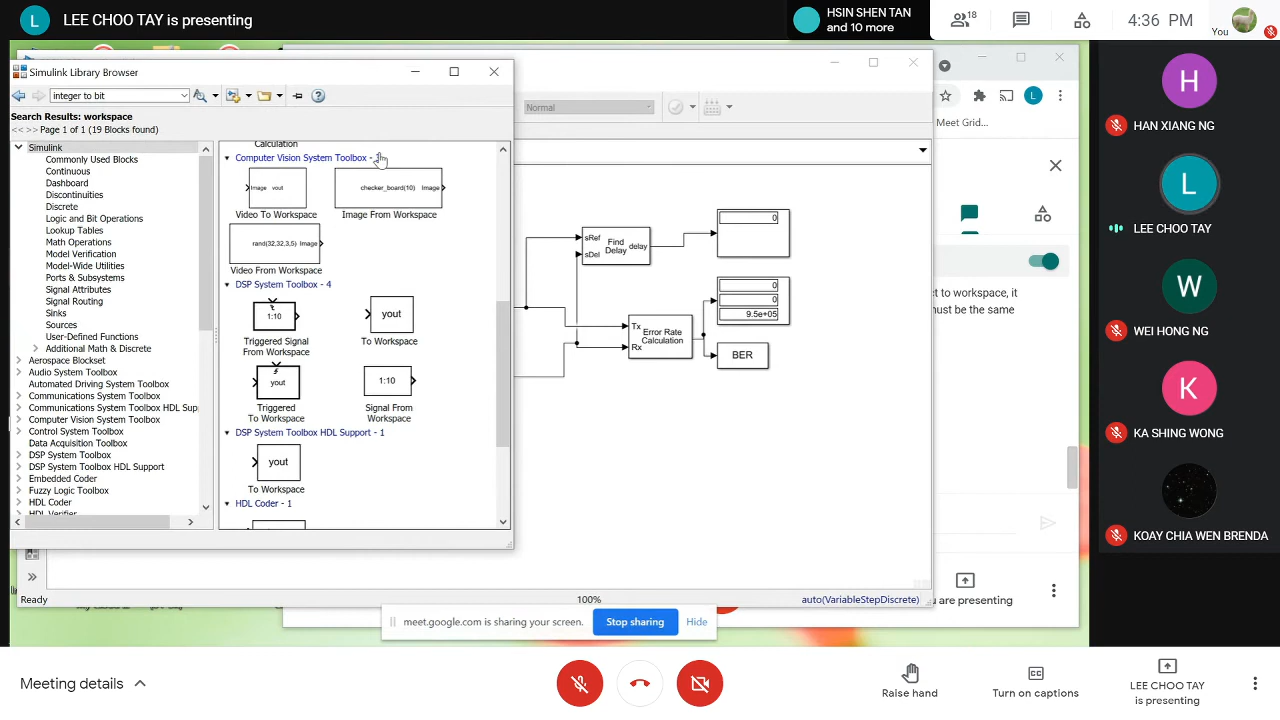 L LEE CHOO TAY is presenting
HSIN SHEN TAN
and 10 more
18
4:36 PM
You
Simulink Library Browser
integer to bit
Search Results: workspace
<< >> Page 1 of 1 (19 Blocks found)
Simulink
Commonly Used Blocks
Continuous
Dashboard
Discontinuities
Discrete
Logic and Bit Operations
Lookup Tables
Math Operations
Model Verification
Model-Wide Utilities
Ports & Subsystems
Signal Attributes
Signal Routing
Sinks
Sources
User-Defined Functions
Additional Math & Discrete
Aerospace Blockset
Audio System Toolbox
Automated Driving System Toolbox
Communications System Toolbox
Communications System Toolbox HDL Supp
Computer Vision System Toolbox
Control System Toolbox
Data Acquisition Toolbox
DSP System Toolbox
DSP System Toolbox HDL Support
Embedded Coder
Fuzzy Logic Toolbox
HDL Coder
HDL Verifier
Calculation
Computer Vision System Toolbox -
Image vout
Video To Workspace
checker_board(10) Image
Image From Workspace
rand(32,32,3,5) Image
Video From Workspace
DSP System Toolbox - 4
1:10
Triggered Signal
From Workspace
yout
To Workspace
yout
Triggered
To Workspace
1:10
Signal From
Workspace
DSP System Toolbox HDL Support - 1
yout
To Workspace
HDL Coder - 1
Normal
sRef
sDel
Find
Delay
delay
0
Tx
Rx
Error Rate
Calculation
0
0
9.5e+05
BER
Ready
100%
auto(VariableStepDiscrete)
L
Meet Grid...
ct to workspace, it
must be the same
u are presenting
meet.google.com is sharing your screen.
Stop sharing
Hide
H
HAN XIANG NG
L
LEE CHOO TAY
W
WEI HONG NG
K
KA SHING WONG
KOAY CHIA WEN BRENDA
Meeting details
Raise hand
Turn on captions
LEE CHOO TAY
is presenting